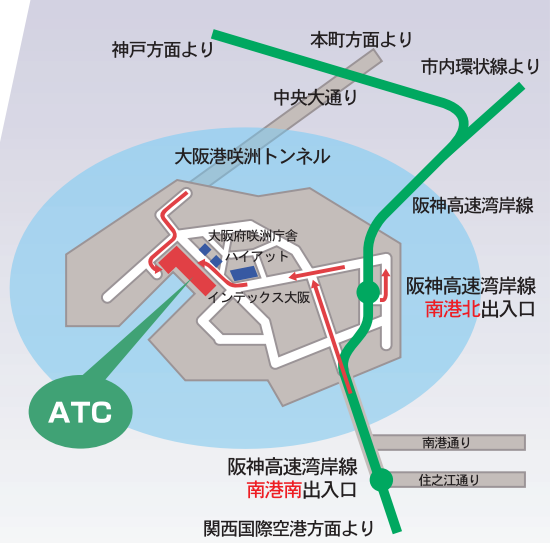 本町方面より
神戸方面より
市内環状線より
中央大通り
大阪港咲洲トンネル
阪神高速湾岸線
大阪府咲洲庁舎
ハイアット
阪神高速湾岸線
南港北出入口
インテックス大阪
ATC
南港通り
阪神高速湾岸線
南港南出入口
住之江通り
関西国際空港方面より